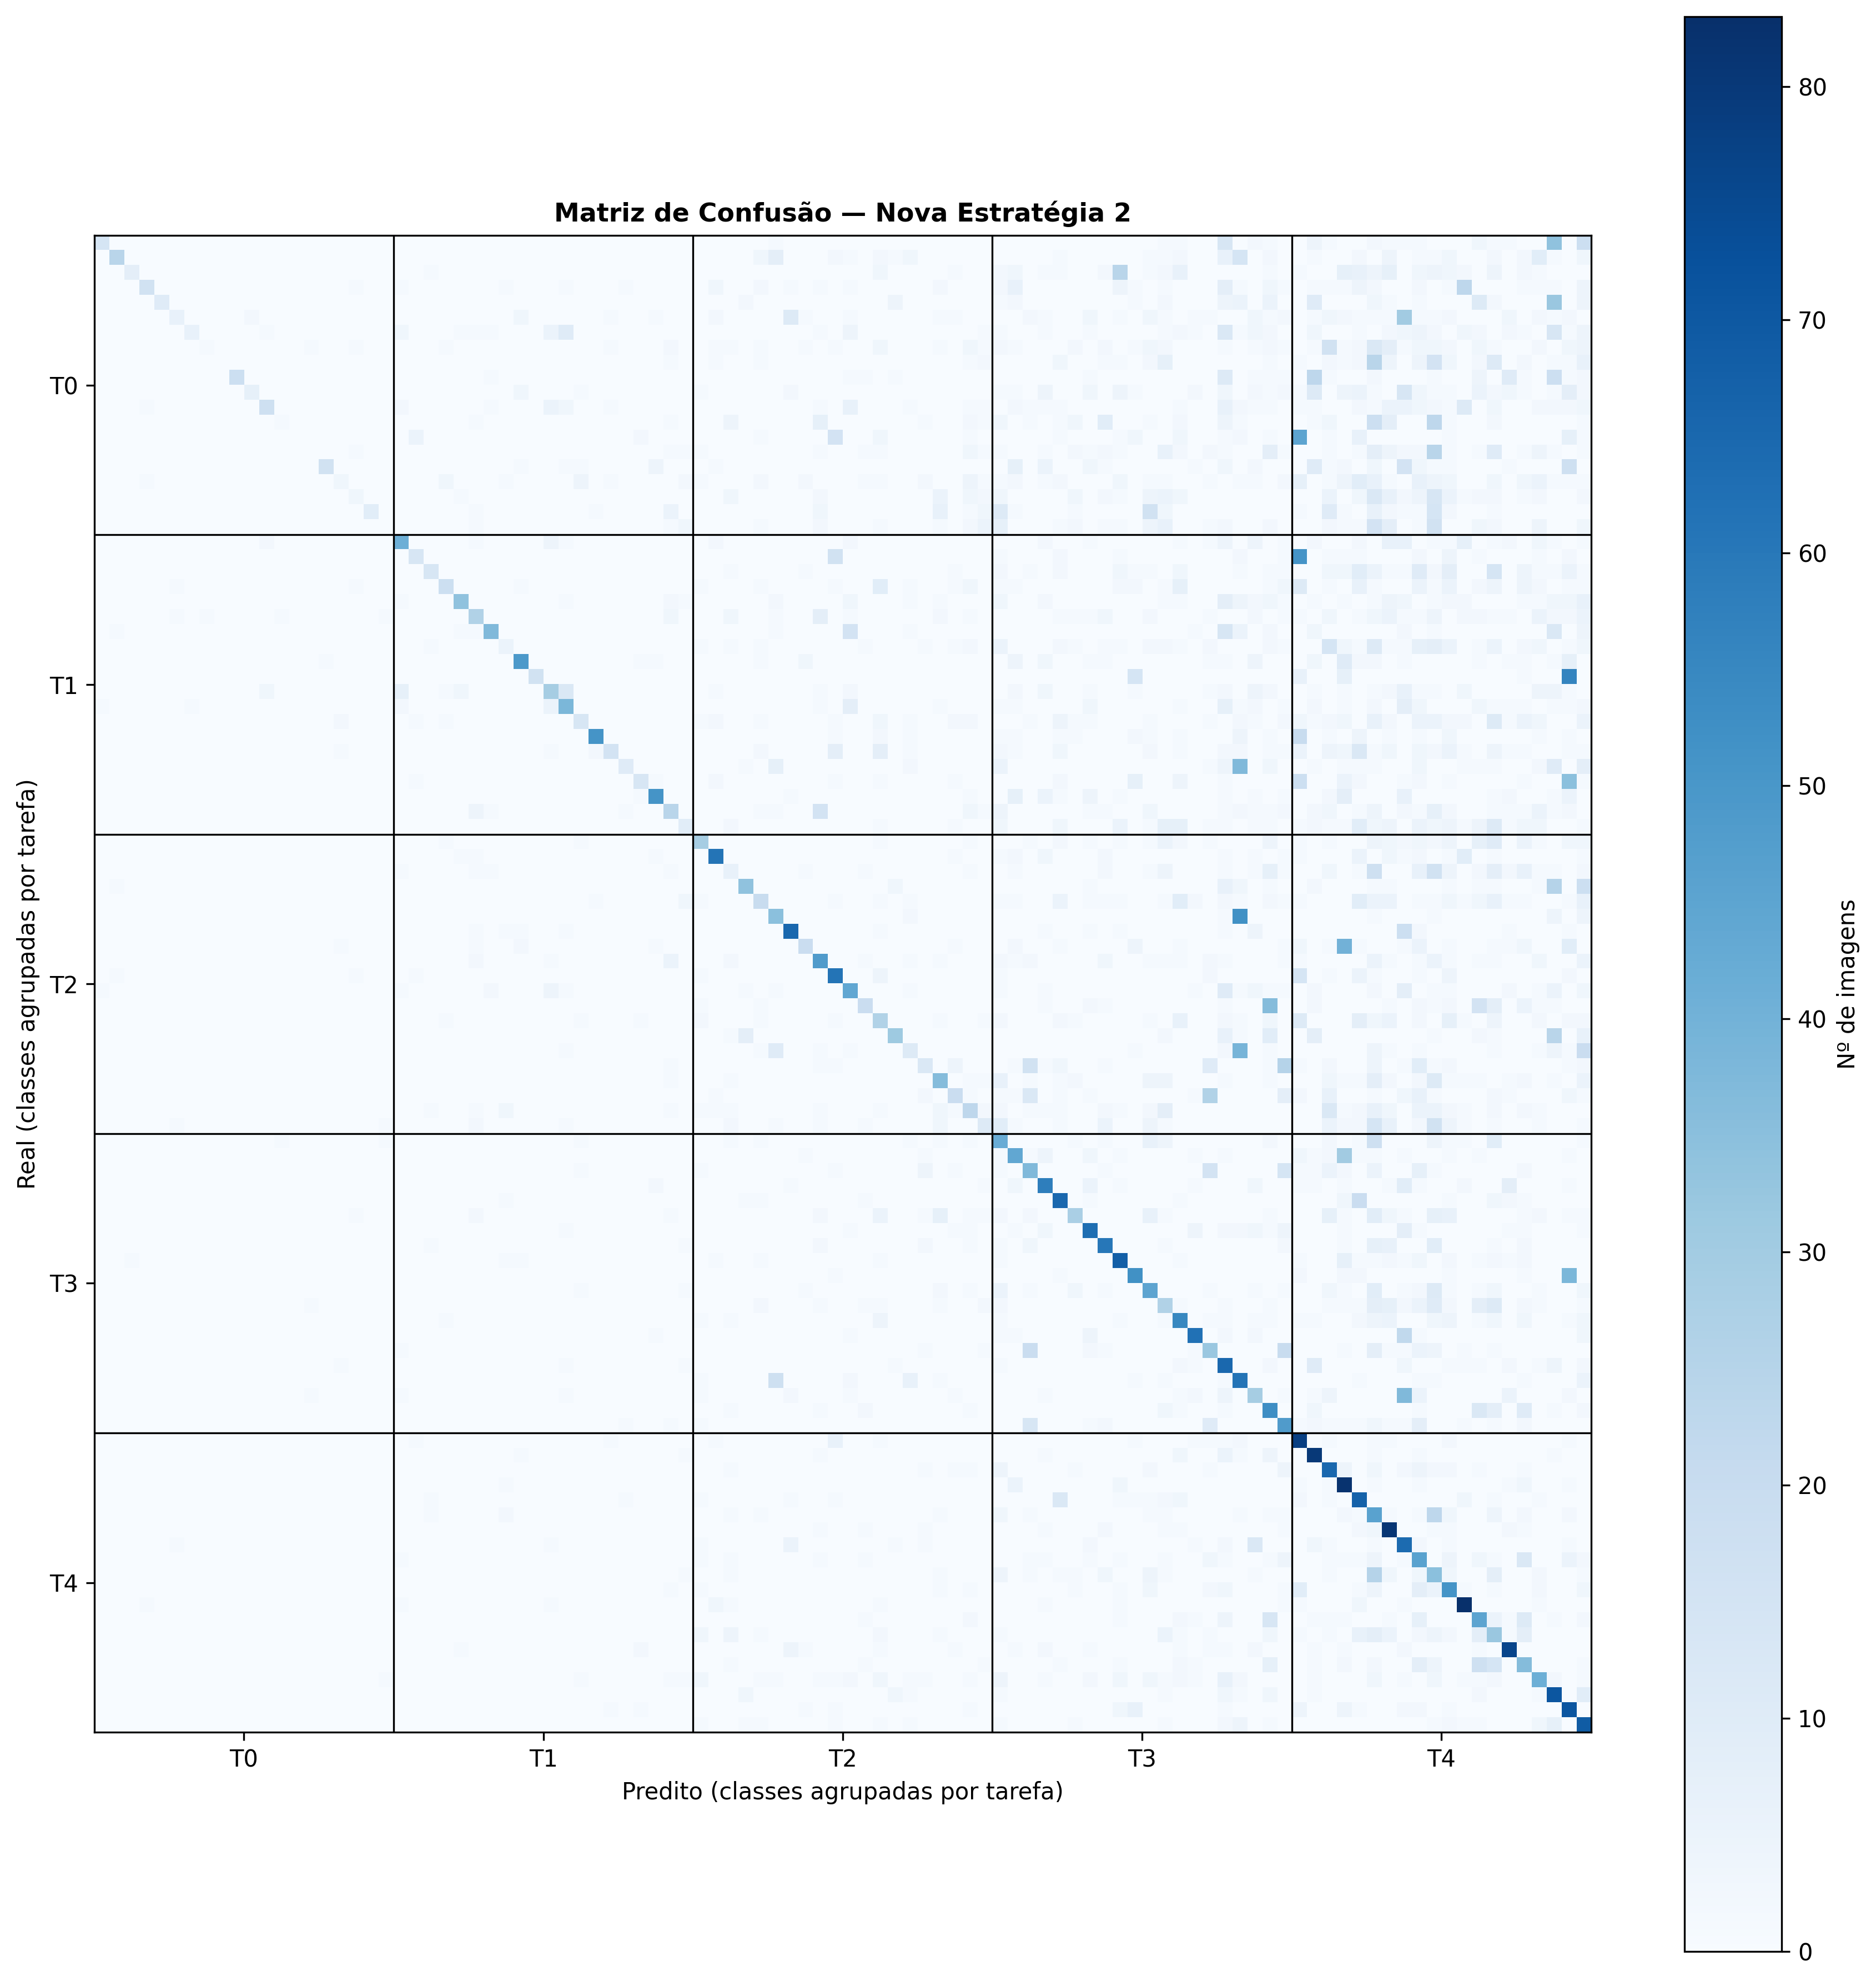 Matriz de Confusão — Nova Estratégia 2
Real (classes agrupadas por tarefa)
T0
T1
T2
T3
T4
T0 T1 T2 T3 T4
Predito (classes agrupadas por tarefa)
80
70
60
50
40
30
20
10
0
Nº de imagens